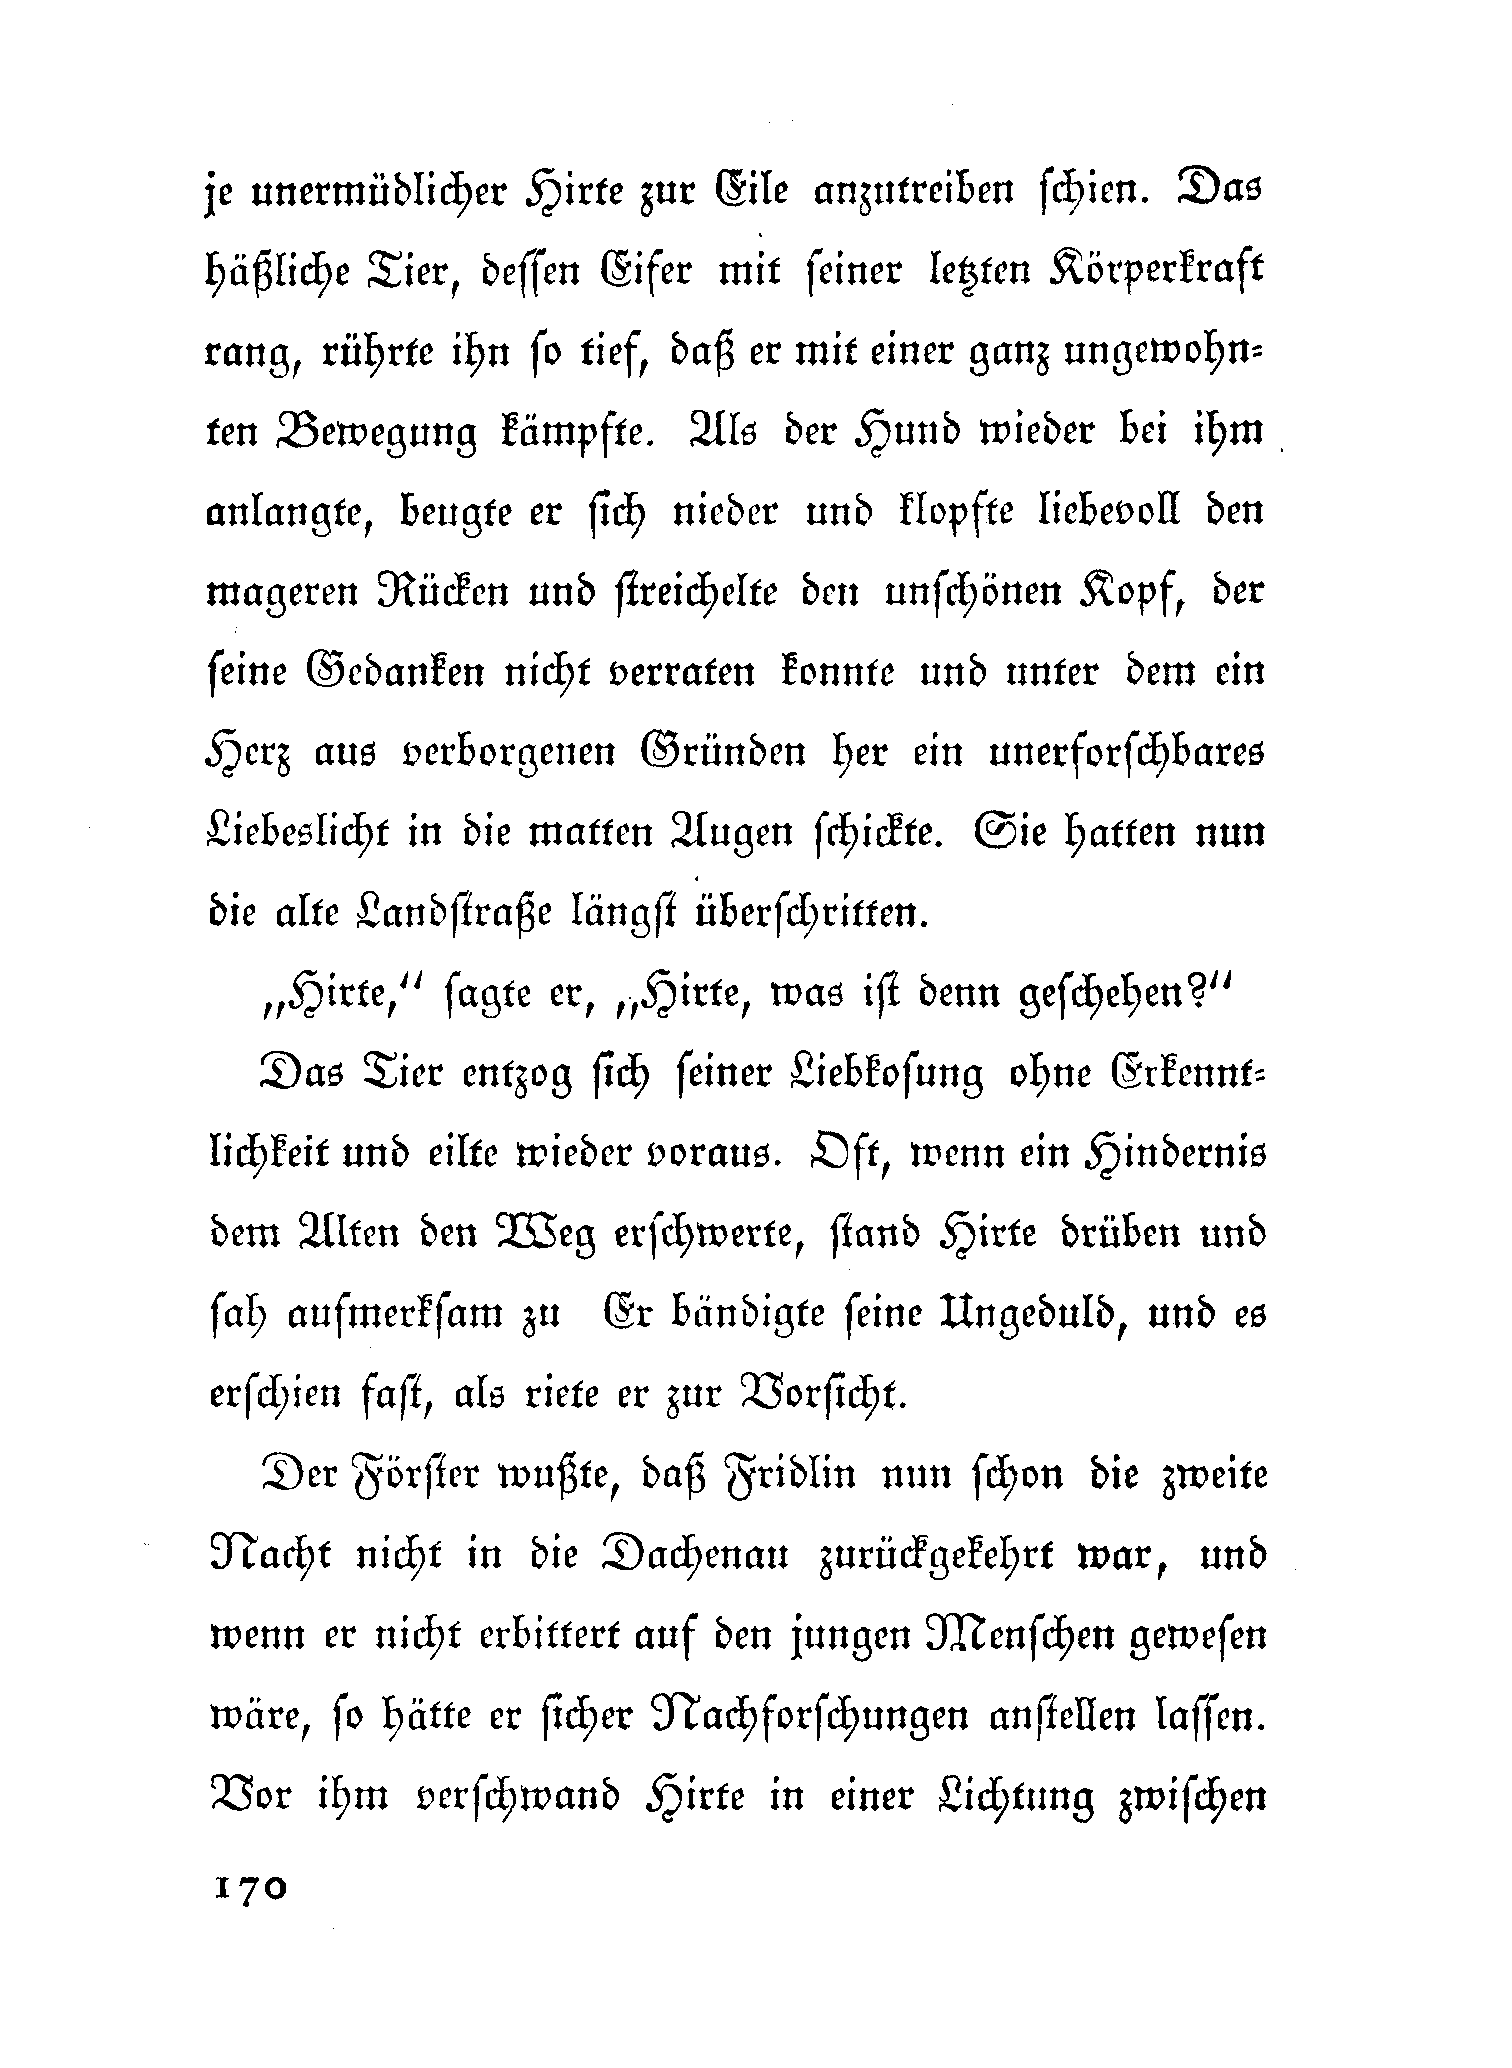 je unermüdlicher Hirte zur Eile anzutreiben schien. Das
häßliche Tier, dessen Eifer mit seiner letzten Körperkraft
rang, rührte ihn so tief, daß er mit einer ganz ungewohn-
ten Bewegung kämpfte. Als der Hund wieder bei ihm
anlangte, beugte er sich nieder und klopfte liebevoll den
mageren Rücken und streichelte den unschönen Kopf, der
seine Gedanken nicht verraten konnte und unter dem ein
Herz aus verborgenen Gründen her ein unerforschbares
Liebeslicht in die matten Augen schickte. Sie hatten nun
die alte Landstraße längst überschritten.
„Hirte,“ sagte er, „Hirte, was ist denn geschehen?“
Das Tier entzog sich seiner Liebkosung ohne Erkennt-
lichkeit und eilte wieder voraus. Oft, wenn ein Hindernis
dem Alten den Weg erschwerte, stand Hirte drüben und
sah aufmerksam zu Er bändigte seine Ungeduld, und es
erschien fast, als riete er zur Vorsicht.
Der Förster wußte, daß Fridlin nun schon die zweite
Nacht nicht in die Dachenau zurückgekehrt war, und
wenn er nicht erbittert auf den jungen Menschen gewesen
wäre, so hätte er sicher Nachforschungen anstellen lassen.
Vor ihm verschwand Hirte in einer Lichtung zwischen
170